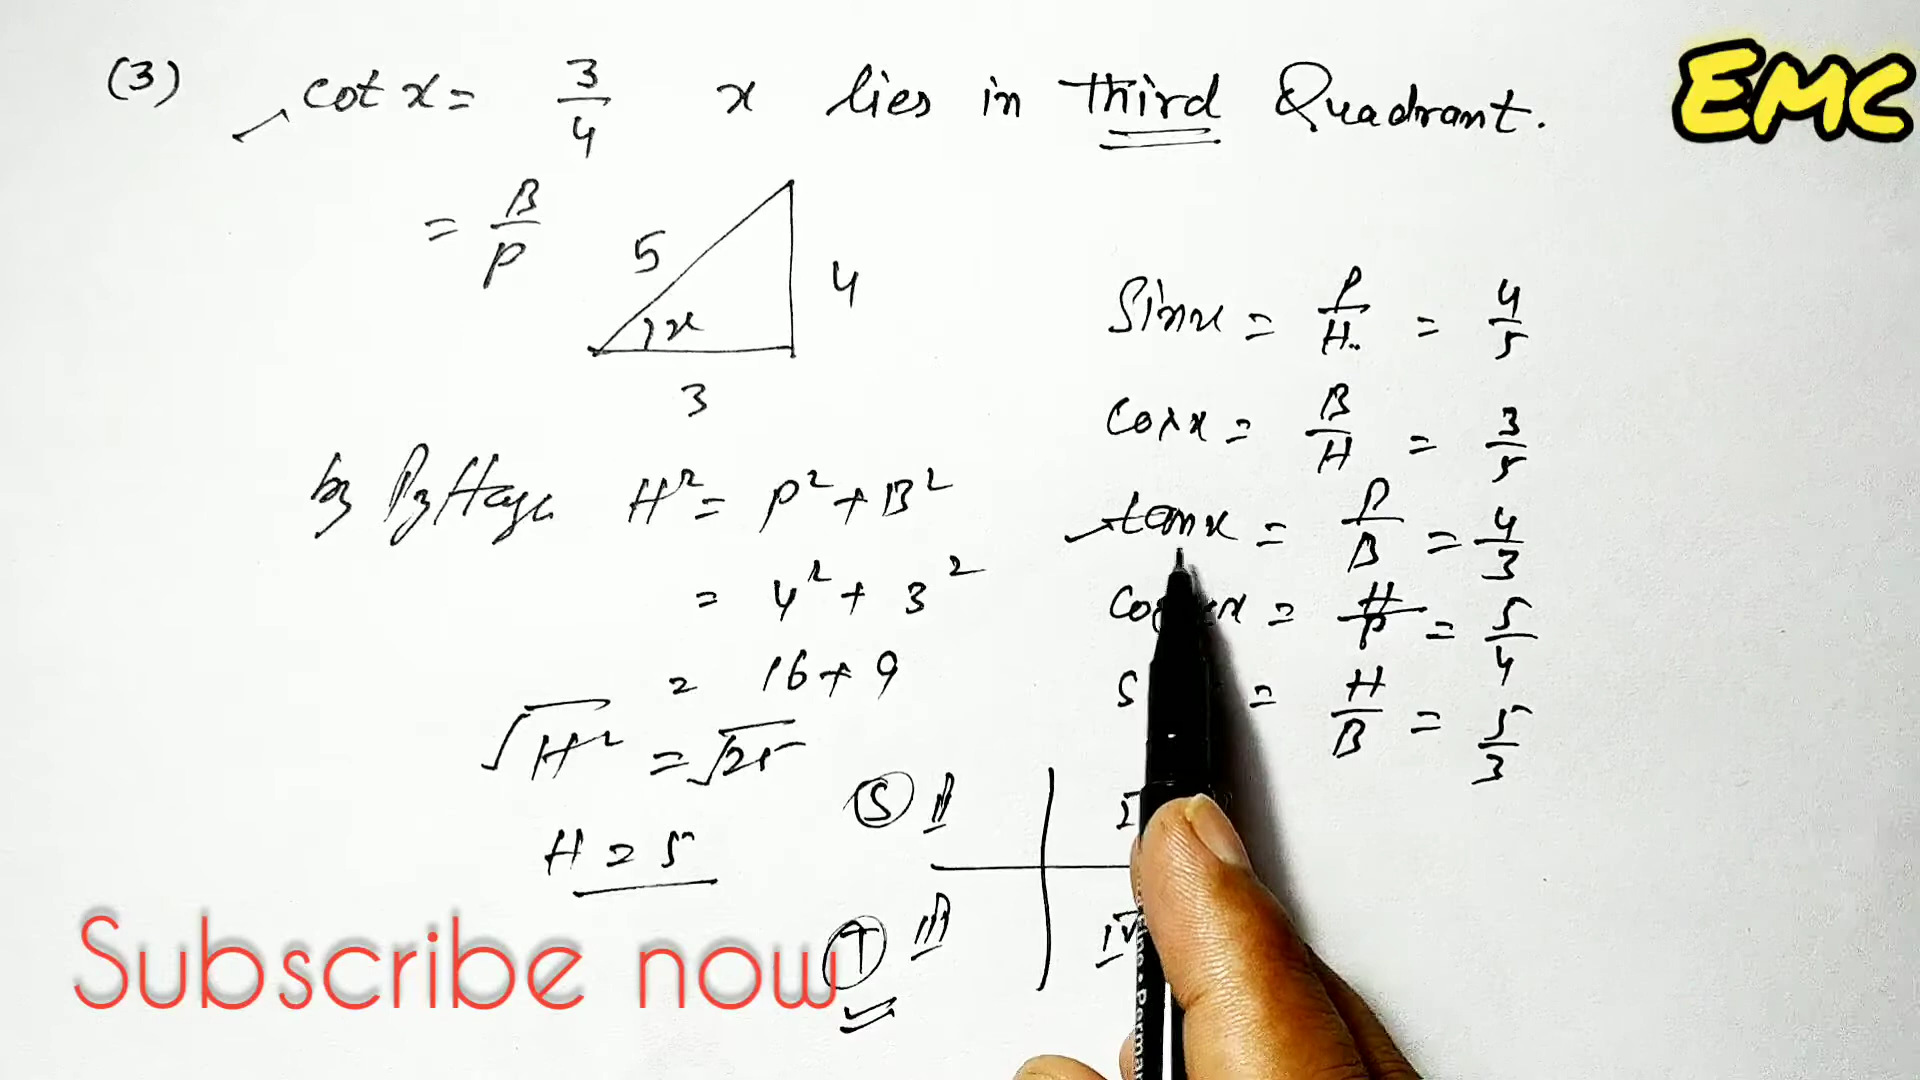 (3) cot x = 3/4 x lies in third Quadrant.
EMC
= B/P
5
4
x
3
Sinx = P/H = 4/5
Cosx = B/H = 3/5
tanx = P/B = 4/3
= H/P = 5/4
= H/B = 5/3
by H² = P² + B²
= 4² + 3²
= 16 + 9
√H² = √25
H = 5
S II I
T III IV
Subscribe now